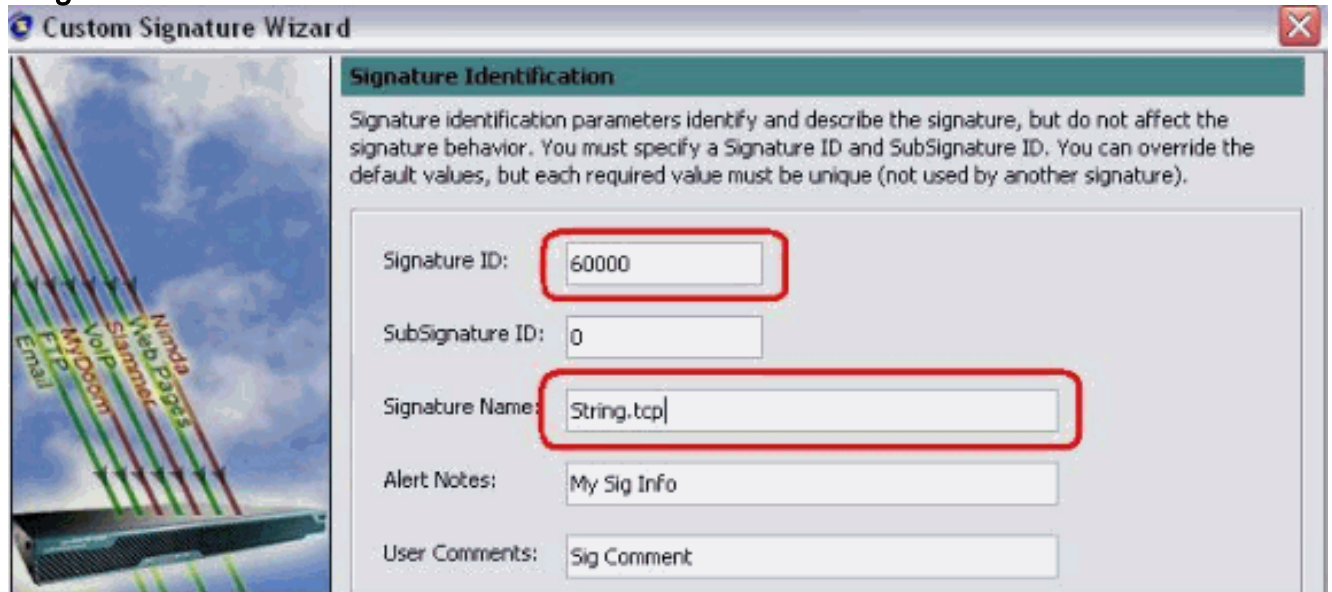 Custom Signature Wizard
Signature Identification
Signature identification parameters identify and describe the signature, but do not affect the
signature behavior. You must specify a Signature ID and SubSignature ID. You can override the
default values, but each required value must be unique (not used by another signature).
Signature ID: 60000
SubSignature ID: 0
Signature Name: String.tcp
Alert Notes: My Sig Info
User Comments: Sig Comment
Nimda
Web Pages
Slammer
VoIP
MyDoom
FTP
Email